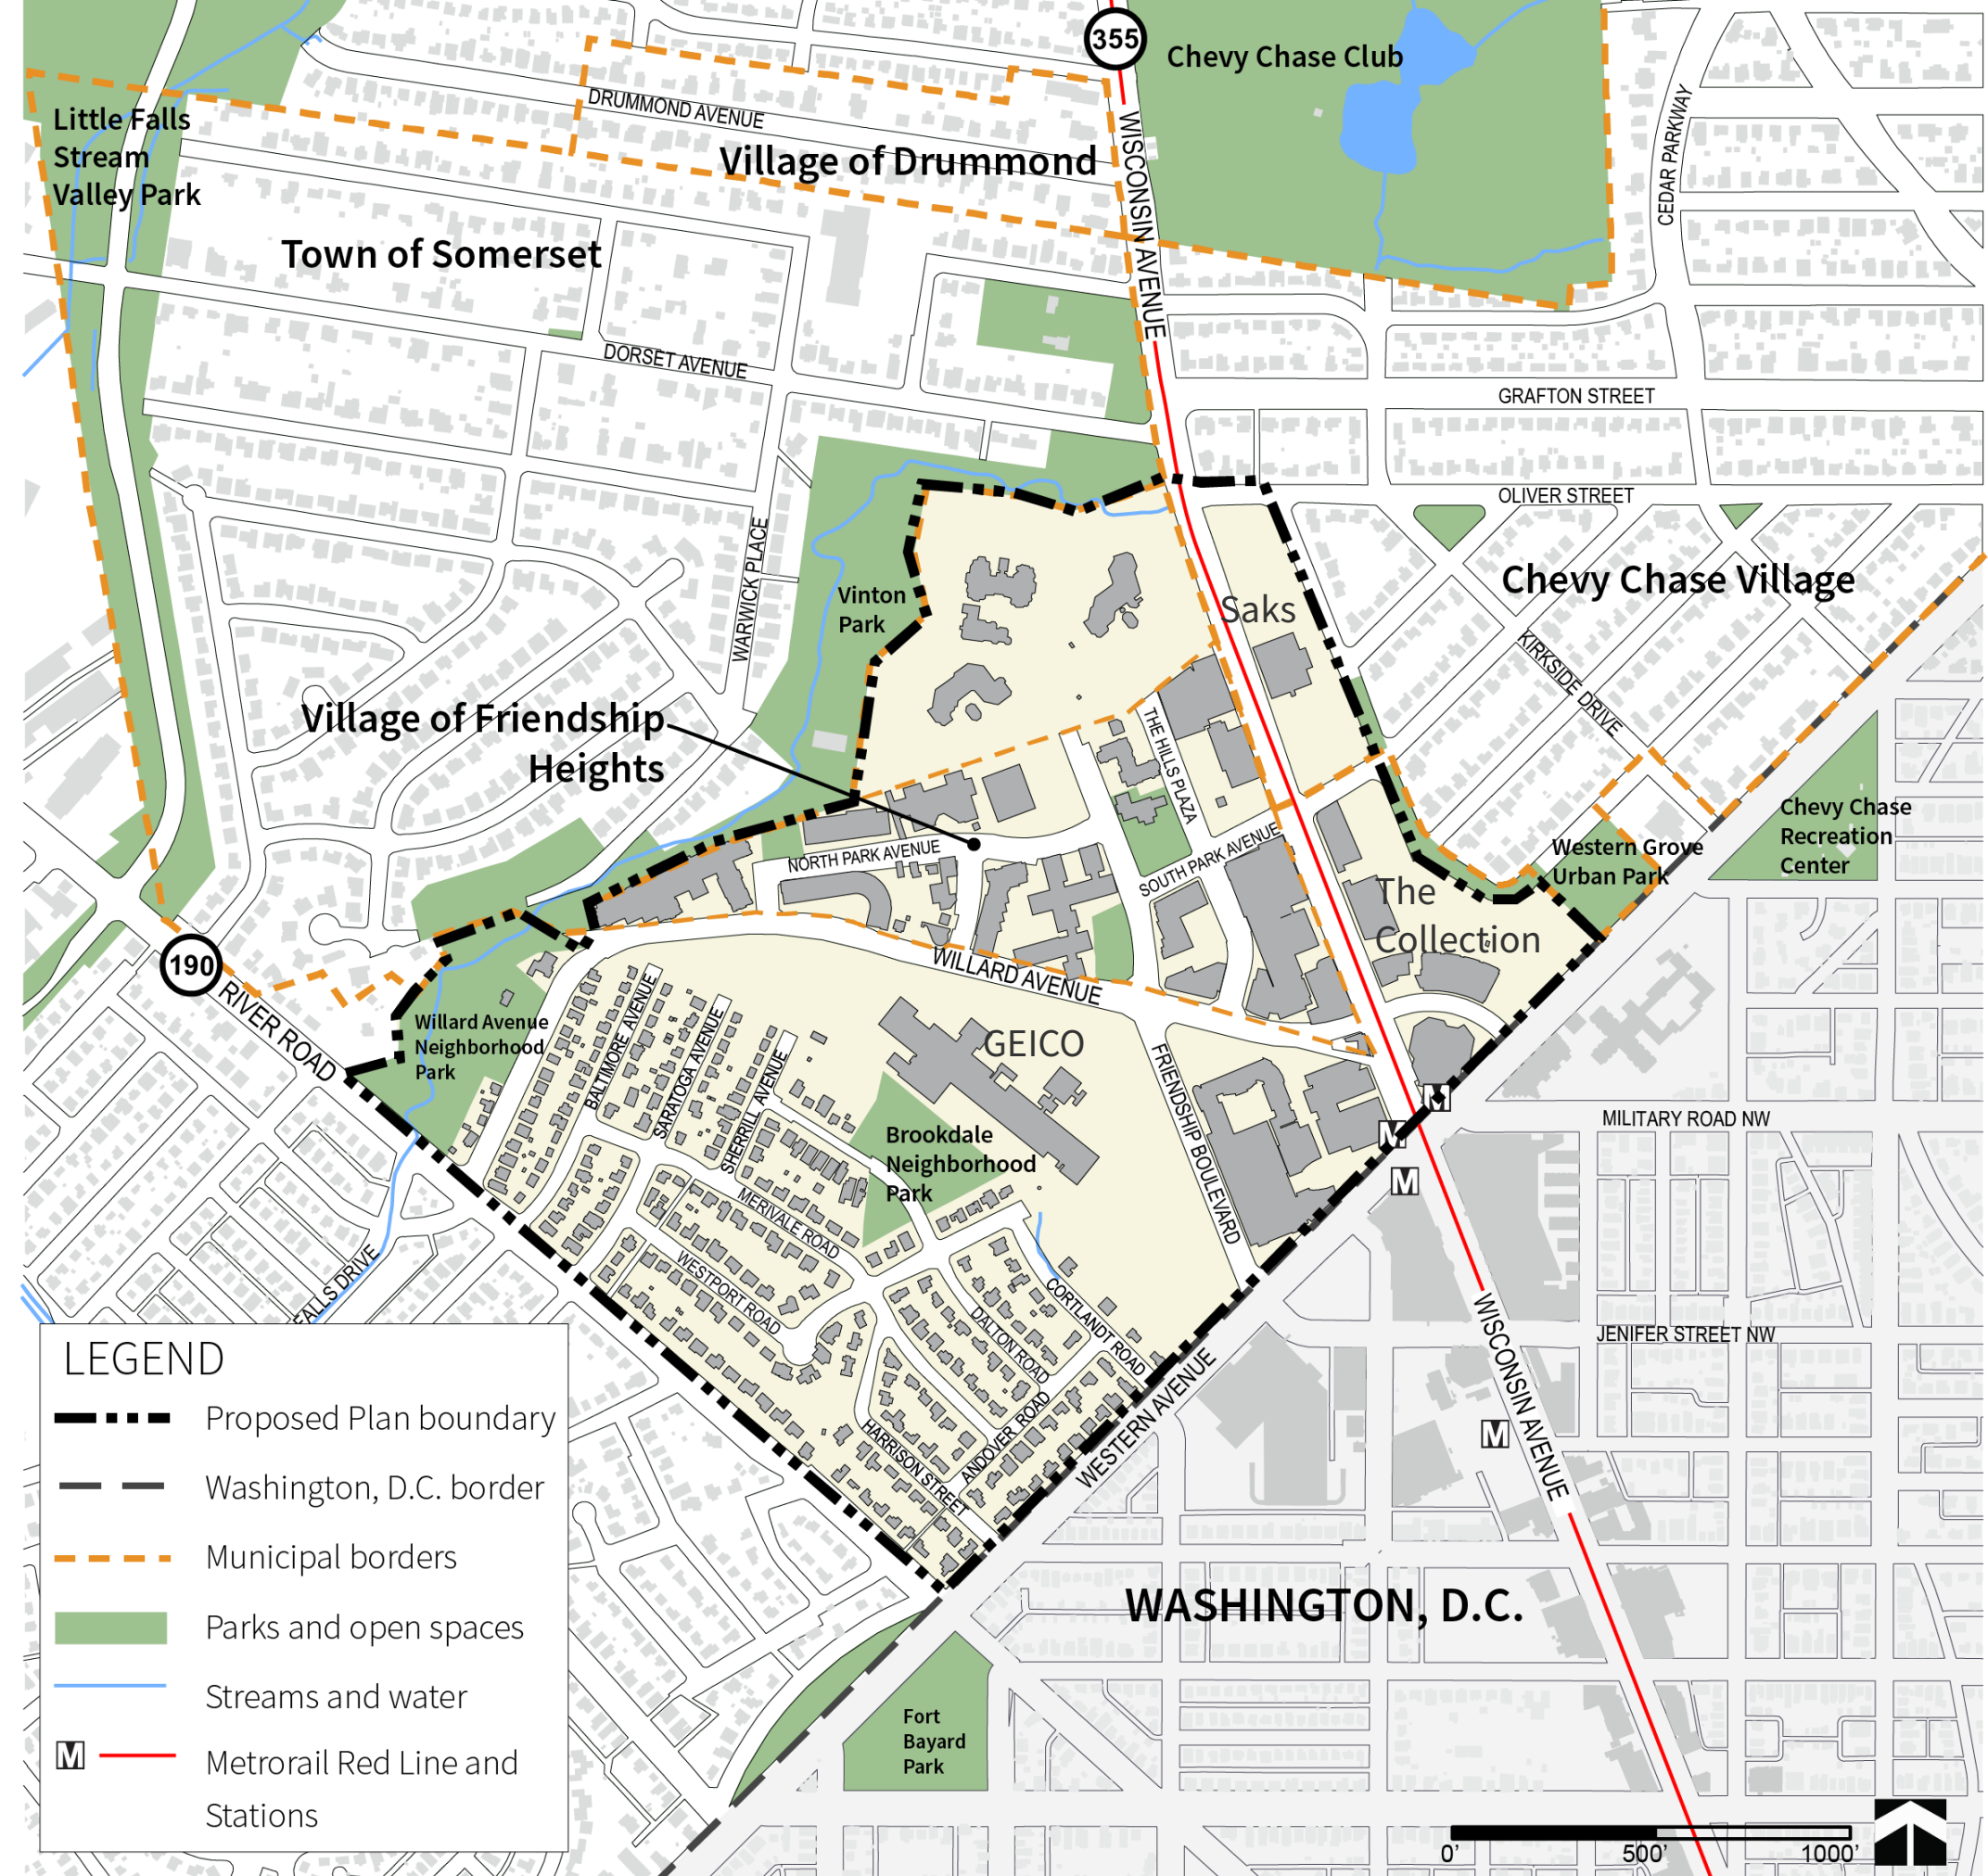 355
Chevy Chase Club
Little Falls
Stream
Valley Park
DRUMMOND AVENUE
Village of Drummond
WISCONSIN AVENUE
CEDAR PARKWAY
Town of Somerset
DORSET AVENUE
GRAFTON STREET
OLIVER STREET
WARWICK PLACE
Vinton
Park
Saks
Chevy Chase Village
KIRKSIDE DRIVE
Village of Friendship
Heights
THE HILLS PLAZA
NORTH PARK AVENUE
SOUTH PARK AVENUE
Chevy Chase
Recreation
Center
Western Grove
Urban Park
The
Collection
190
RIVER ROAD
WILLARD AVENUE
Willard Avenue
Neighborhood
Park
BALTIMORE AVENUE
SARATOGA AVENUE
SHERRILL AVENUE
GEICO
FRIENDSHIP BOULEVARD
Brookdale
Neighborhood
Park
M
M
M
MILITARY ROAD NW
MERIVALE ROAD
WESTPORT ROAD
CORTLANDT ROAD
DALTON ROAD
ANDOVER ROAD
HARRISON STREET
WESTERN AVENUE
WISCONSIN AVENUE
JENIFER STREET NW
M
FALLS DRIVE
WASHINGTON, D.C.
Fort
Bayard
Park
LEGEND
Proposed Plan boundary
Washington, D.C. border
Municipal borders
Parks and open spaces
Streams and water
M Metrorail Red Line and
Stations
0' 500' 1000'